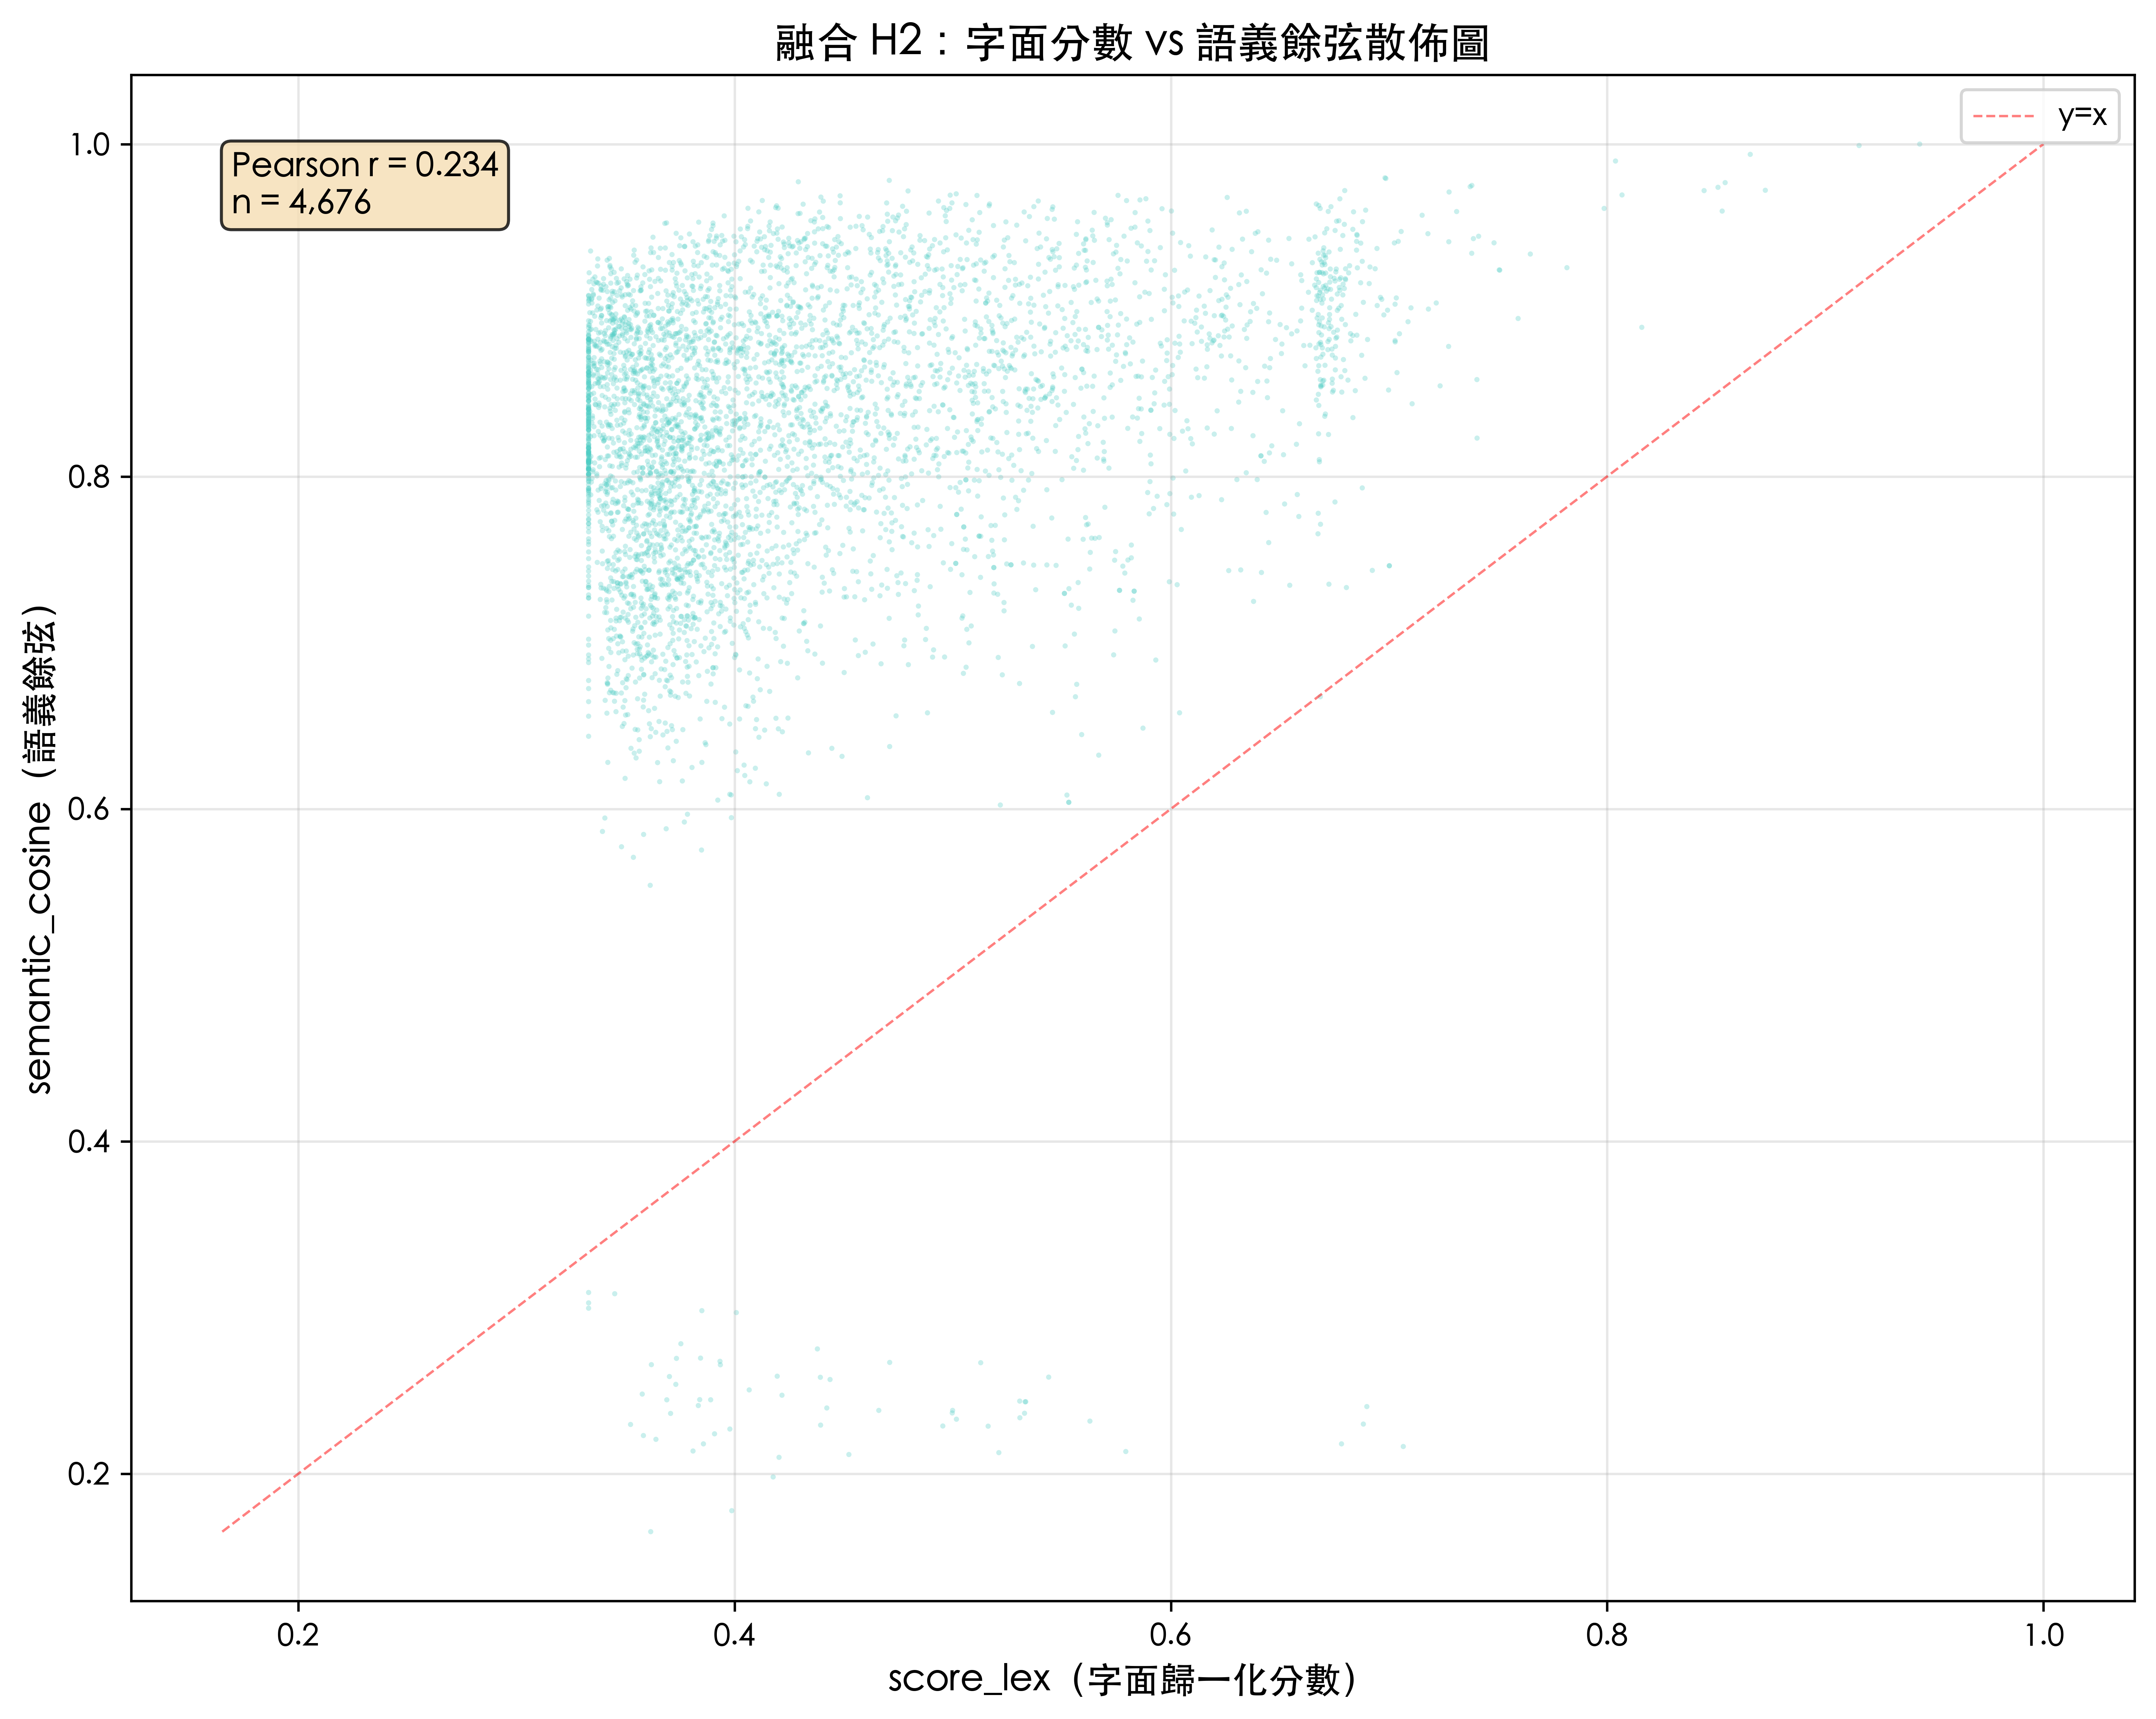 融合 H2：字面分數 vs 語義餘弦散佈圖
y=x
Pearson r = 0.234
n = 4,676
1.0
0.8
0.6
0.4
0.2
semantic_cosine（語義餘弦）
0.2
0.4
0.6
0.8
1.0
score_lex（字面歸一化分數）